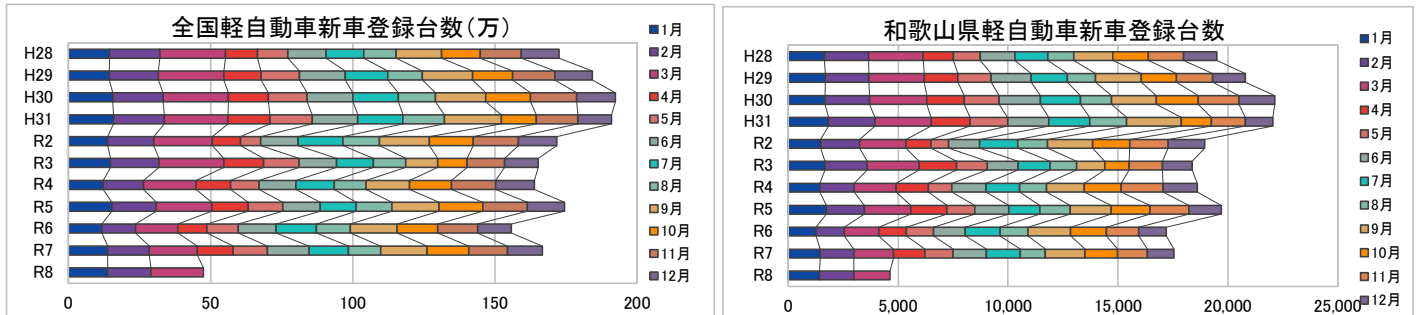 全国軽自動車新車登録台数(万)
H28
H29
H30
H31
R2
R3
R4
R5
R6
R7
R8
0 50 100 150 200
1月
2月
3月
4月
5月
6月
7月
8月
9月
10月
11月
12月
和歌山県軽自動車新車登録台数
H28
H29
H30
H31
R2
R3
R4
R5
R6
R7
R8
0 5,000 10,000 15,000 20,000 25,000
1月
2月
3月
4月
5月
6月
7月
8月
9月
10月
11月
12月